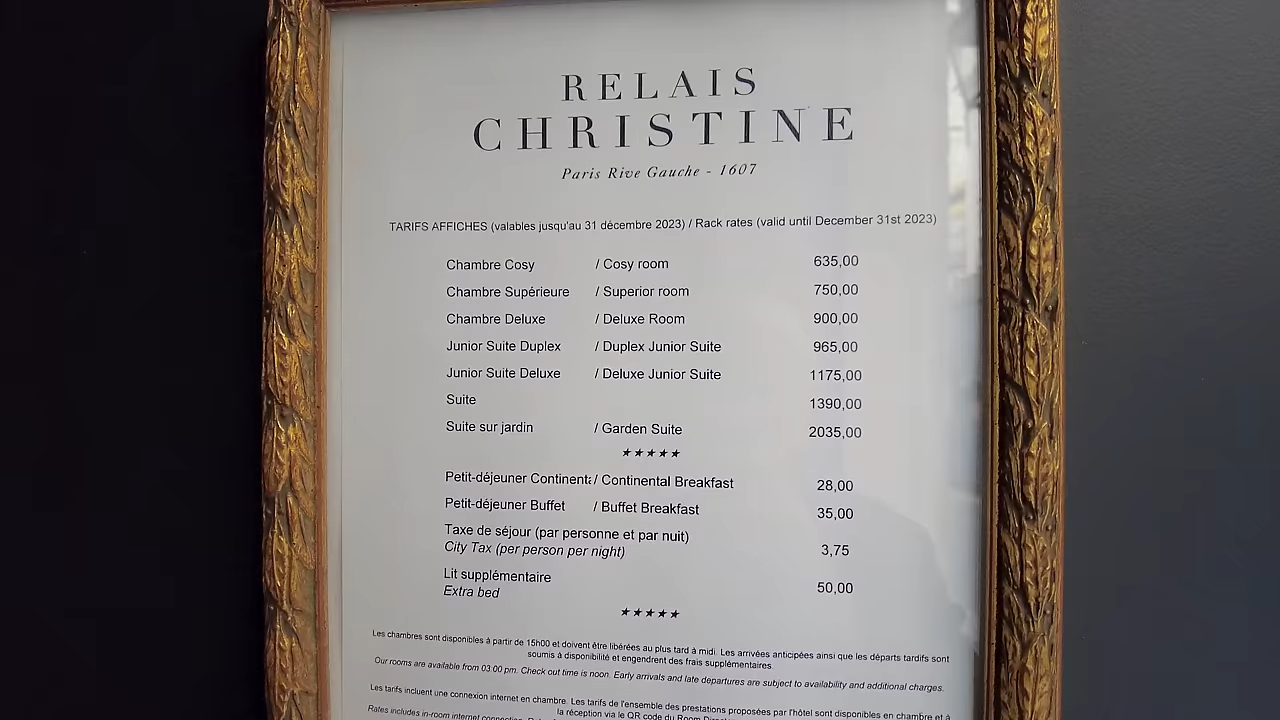 RELAIS
CHRISTINE
Paris Rive Gauche - 1607
TARIFS AFFICHES (valables jusqu'au 31 décembre 2023) / Rack rates (valid until December 31st 2023)
Chambre Cosy / Cosy room 635,00
Chambre Supérieure / Superior room 750,00
Chambre Deluxe / Deluxe Room 900,00
Junior Suite Duplex / Duplex Junior Suite 965,00
Junior Suite Deluxe / Deluxe Junior Suite 1175,00
Suite 1390,00
Suite sur jardin / Garden Suite 2035,00
★★★★★
Petit-déjeuner Continenta / Continental Breakfast 28,00
Petit-déjeuner Buffet / Buffet Breakfast 35,00
Taxe de séjour (par personne et par nuit)
City Tax (per person per night) 3,75
Lit supplémentaire
Extra bed 50,00
★★★★★
Les chambres sont disponibles à partir de 15h00 et doivent être libérées au plus tard à midi. Les arrivées anticipées ainsi que les départs tardifs sont
soumis à disponibilité et engendrent des frais supplémentaires.
Our rooms are available from 03:00 pm. Check out time is noon. Early arrivals and late departures are subject to availability and additional charges.
Les tarifs incluent une connexion internet en chambre. Les tarifs de l'ensemble des prestations proposées par l'hôtel sont disponibles en chambre et à
la réception via le QR code du Room
Rates includes in-room internet